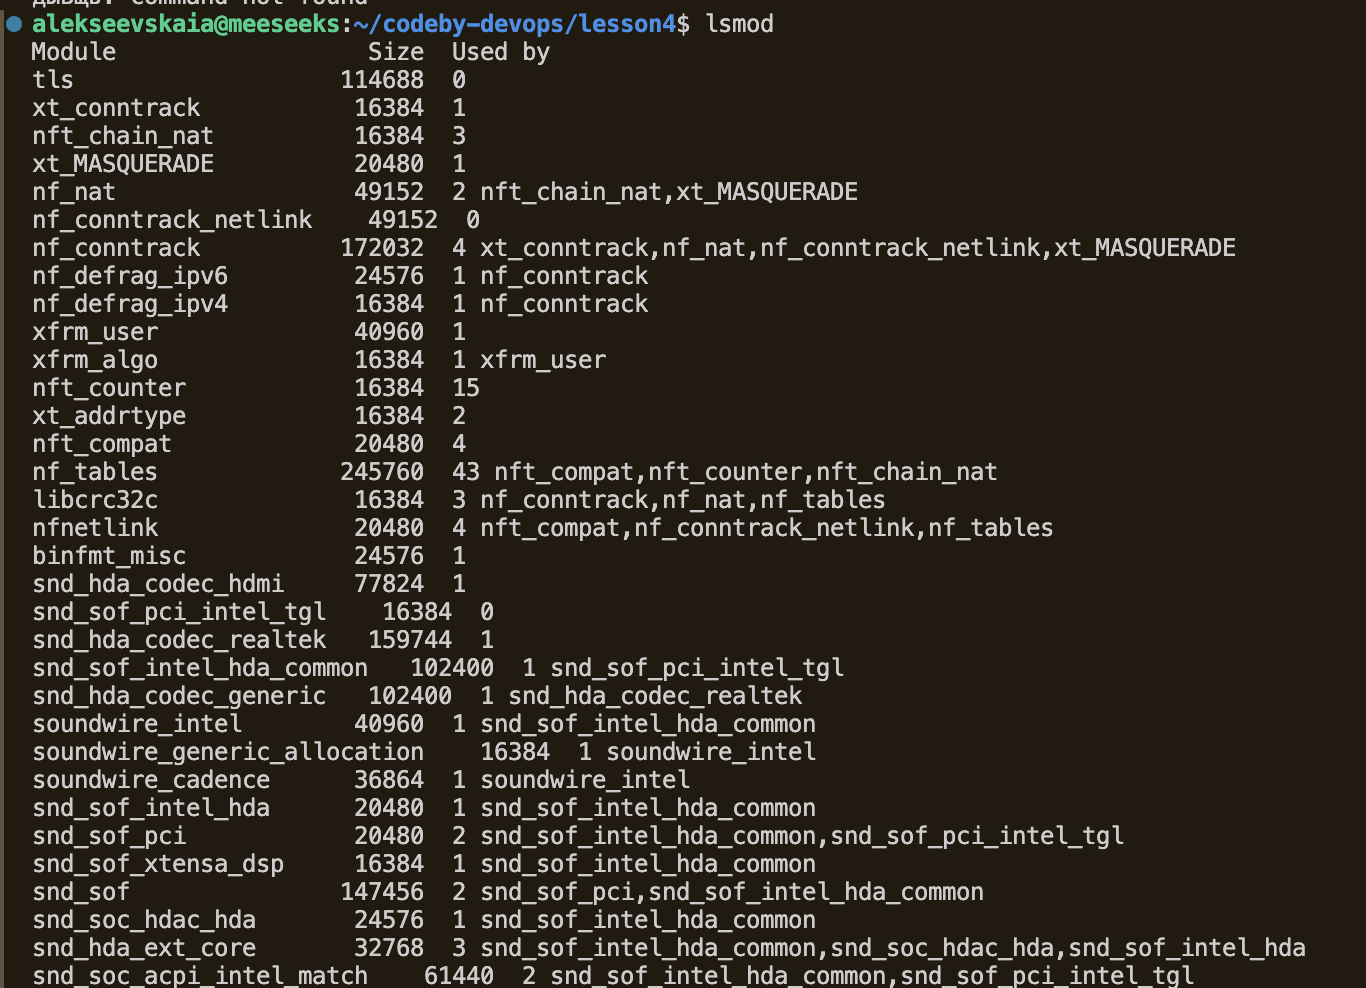 дывщвь: command not found
alekseevskaia@meeseeks:~/codeby-devops/lesson4$ lsmod
Module                  Size  Used by
tls                   114688  0
xt_conntrack           16384  1
nft_chain_nat          16384  3
xt_MASQUERADE          20480  1
nf_nat                 49152  2 nft_chain_nat,xt_MASQUERADE
nf_conntrack_netlink    49152  0
nf_conntrack          172032  4 xt_conntrack,nf_nat,nf_conntrack_netlink,xt_MASQUERADE
nf_defrag_ipv6         24576  1 nf_conntrack
nf_defrag_ipv4         16384  1 nf_conntrack
xfrm_user              40960  1
xfrm_algo              16384  1 xfrm_user
nft_counter            16384  15
xt_addrtype            16384  2
nft_compat             20480  4
nf_tables             245760  43 nft_compat,nft_counter,nft_chain_nat
libcrc32c              16384  3 nf_conntrack,nf_nat,nf_tables
nfnetlink              20480  4 nft_compat,nf_conntrack_netlink,nf_tables
binfmt_misc            24576  1
snd_hda_codec_hdmi     77824  1
snd_sof_pci_intel_tgl    16384  0
snd_hda_codec_realtek   159744  1
snd_sof_intel_hda_common   102400  1 snd_sof_pci_intel_tgl
snd_hda_codec_generic   102400  1 snd_hda_codec_realtek
soundwire_intel        40960  1 snd_sof_intel_hda_common
soundwire_generic_allocation    16384  1 soundwire_intel
soundwire_cadence      36864  1 soundwire_intel
snd_sof_intel_hda      20480  1 snd_sof_intel_hda_common
snd_sof_pci            20480  2 snd_sof_intel_hda_common,snd_sof_pci_intel_tgl
snd_sof_xtensa_dsp     16384  1 snd_sof_intel_hda_common
snd_sof               147456  2 snd_sof_pci,snd_sof_intel_hda_common
snd_soc_hdac_hda       24576  1 snd_sof_intel_hda_common
snd_hda_ext_core       32768  3 snd_sof_intel_hda_common,snd_soc_hdac_hda,snd_sof_intel_hda
snd_soc_acpi_intel_match    61440  2 snd_sof_intel_hda_common,snd_sof_pci_intel_tgl